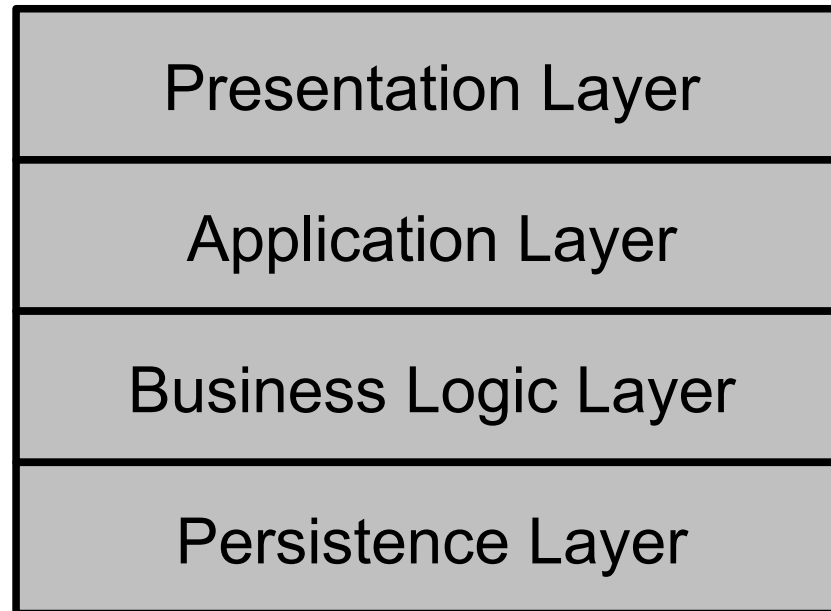 Presentation Layer
Application Layer
Business Logic Layer
Persistence Layer